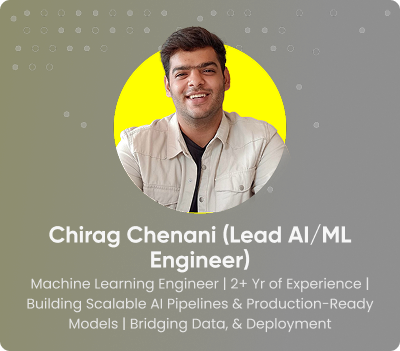 Chirag Chenani (Lead AI/ML
Engineer)
Machine Learning Engineer | 2+ Yr of Experience |
Building Scalable AI Pipelines & Production-Ready
Models | Bridging Data, & Deployment